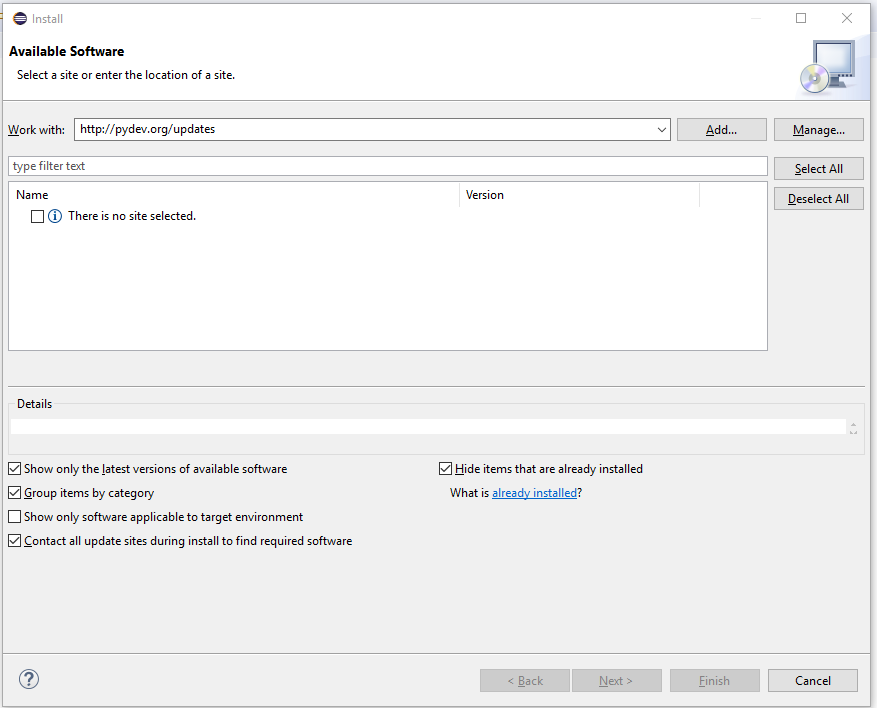 Install
Available Software
Select a site or enter the location of a site.
Work with: http://pydev.org/updates Add... Manage...
type filter text Select All
Name Version Deselect All
There is no site selected.
Details
Show only the latest versions of available software Hide items that are already installed
Group items by category What is already installed?
Show only software applicable to target environment
Contact all update sites during install to find required software
? < Back Next > Finish Cancel